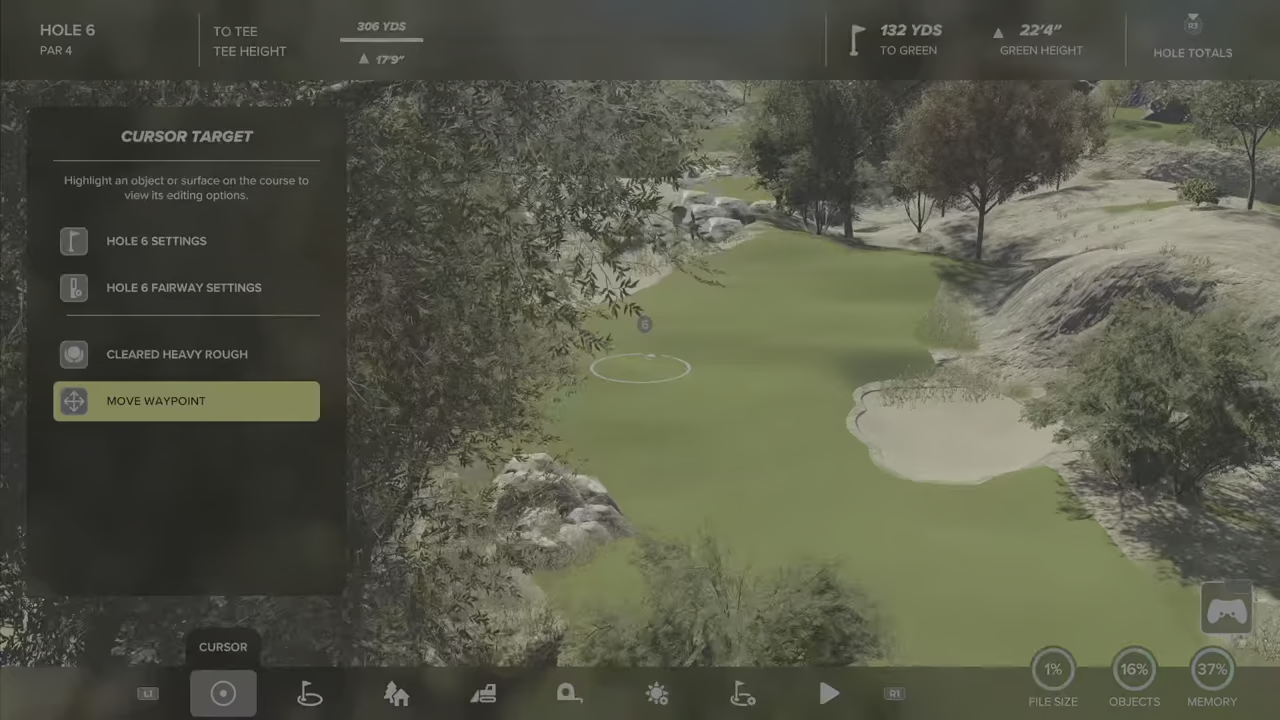 HOLE 6
PAR 4
TO TEE
TEE HEIGHT
306 YDS
17'9"
132 YDS
TO GREEN
22'4"
GREEN HEIGHT
R3
HOLE TOTALS
CURSOR TARGET
Highlight an object or surface on the course to
view its editing options.
HOLE 6 SETTINGS
HOLE 6 FAIRWAY SETTINGS
CLEARED HEAVY ROUGH
MOVE WAYPOINT
6
CURSOR
L1
R1
1%
FILE SIZE
16%
OBJECTS
37%
MEMORY